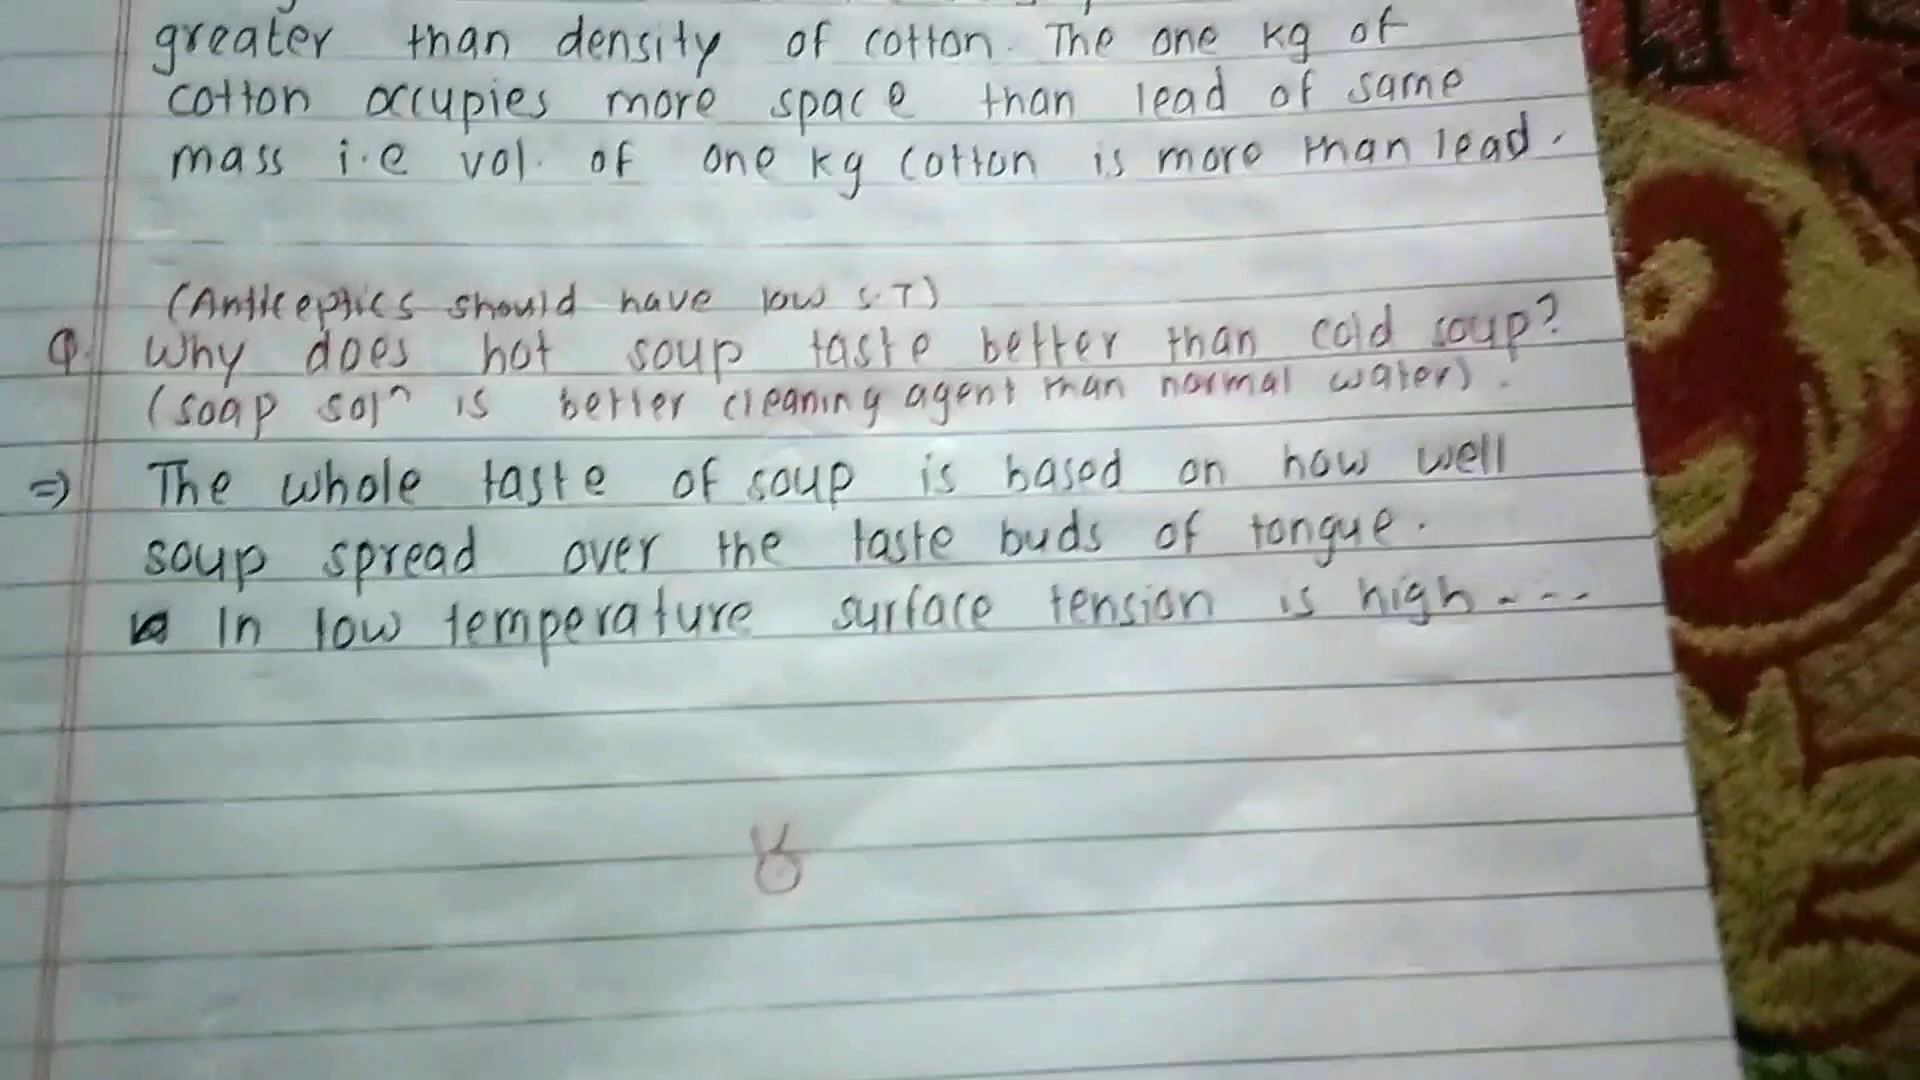 greater than density of cotton. The one kg of
cotton occupies more space than lead of same
mass i.e vol. of one kg cotton is more than lead.
(Anticeptics should have low S.T)
Q. Why does hot soup taste better than cold soup?
(soap solⁿ is better cleaning agent than normal water).
=> The whole taste of soup is based on how well
soup spread over the taste buds of tongue.
In low temperature surface tension is high ----